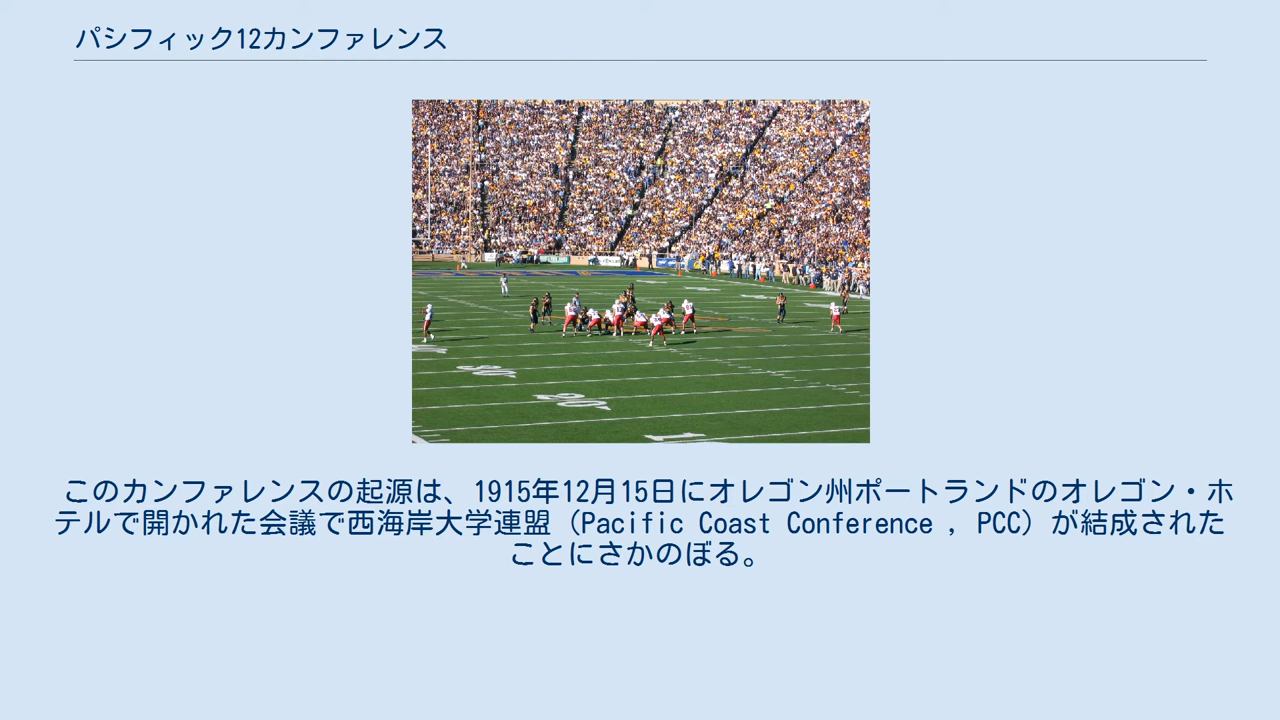 パシフィック12カンファレンス
30
20
1
このカンファレンスの起源は、1915年12月15日にオレゴン州ポートランドのオレゴン・ホ
テルで開かれた会議で西海岸大学連盟（Pacific Coast Conference , PCC）が結成された
ことにさかのぼる。